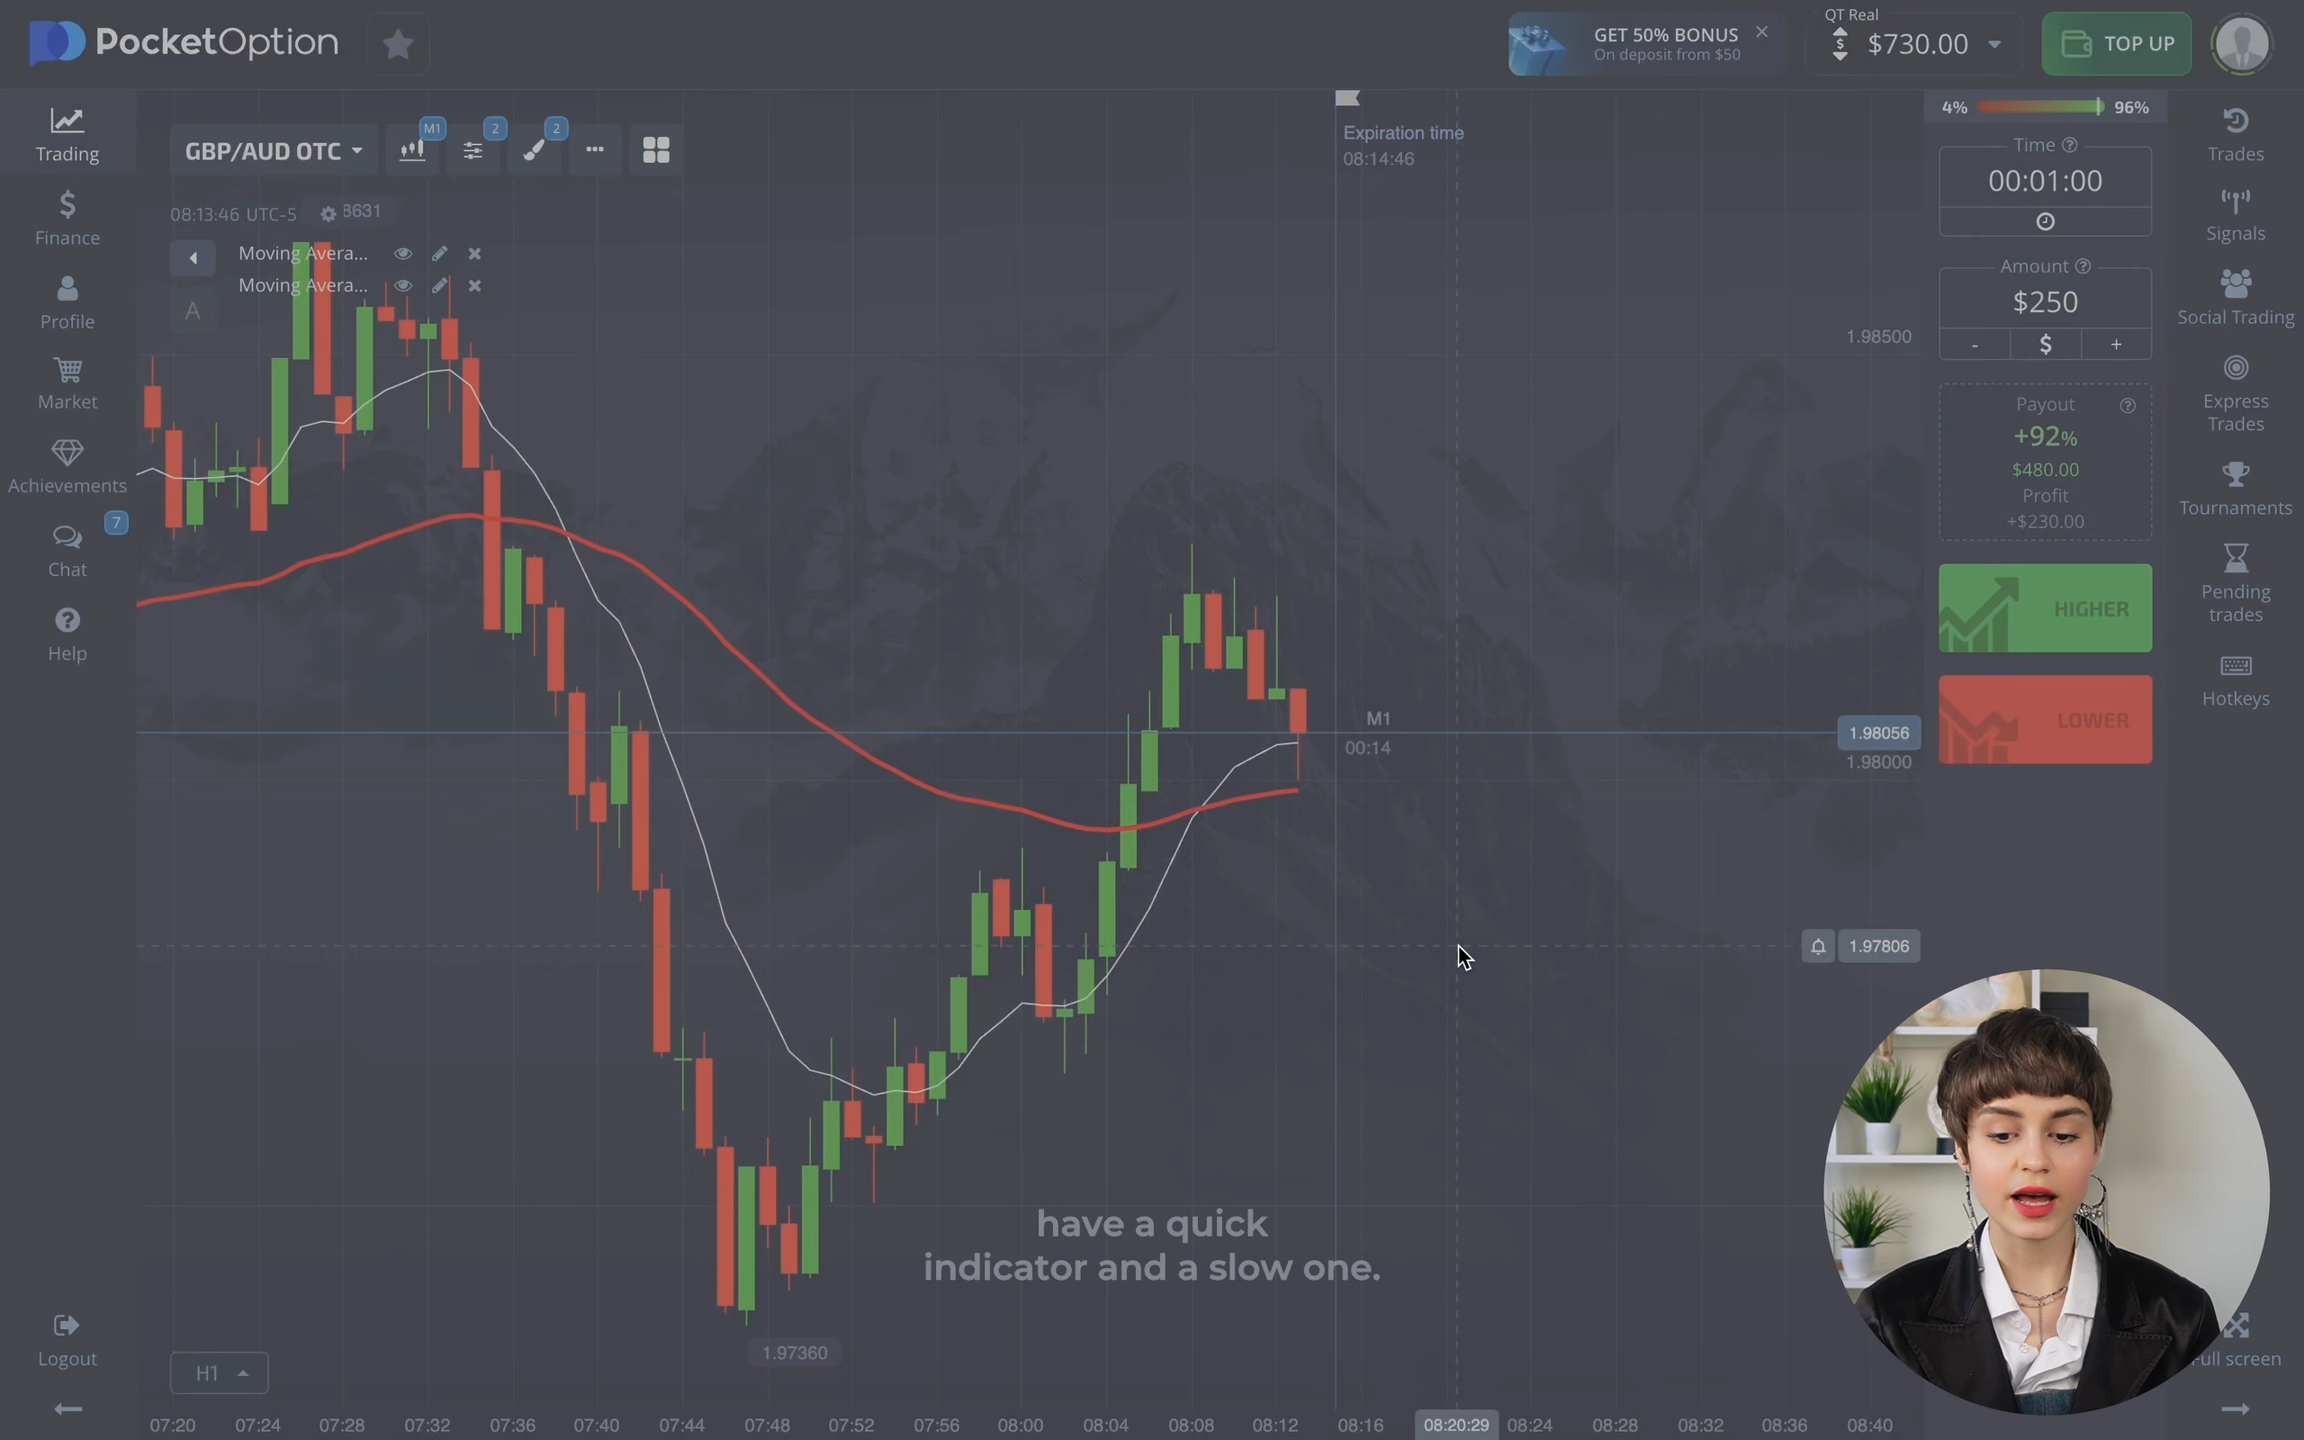 PocketOption
GET 50% BONUS
On deposit from $50
QT Real
$730.00
TOP UP
Trading
Finance
Profile
Market
Achievements
7
Chat
Help
Logout
GBP/AUD OTC
M1
2
2
08:13:46 UTC-5
8631
Moving Avera...
Moving Avera...
A
Expiration time
08:14:46
1.98500
M1
00:14
1.98056
1.98000
1.97806
1.97360
have a quick
indicator and a slow one.
H1
07:20 07:24 07:28 07:32 07:36 07:40 07:44 07:48 07:52 07:56 08:00 08:04 08:08 08:12 08:16 08:20:29 08:24 08:28 08:32 08:36 08:40
4% 96%
Time
00:01:00
Amount
$250
- $ +
Payout
+92%
$480.00
Profit
+$230.00
HIGHER
LOWER
Trades
Signals
Social Trading
Express
Trades
Tournaments
Pending
trades
Hotkeys
Full screen